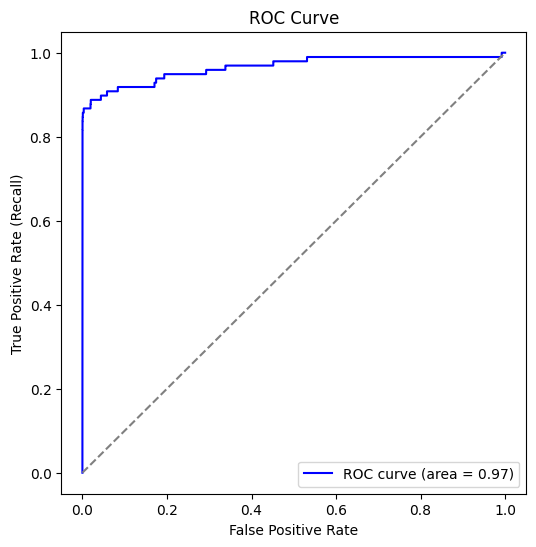 ROC Curve
True Positive Rate (Recall)
1.0
0.8
0.6
0.4
0.2
0.0
ROC curve (area = 0.97)
0.0 0.2 0.4 0.6 0.8 1.0
False Positive Rate